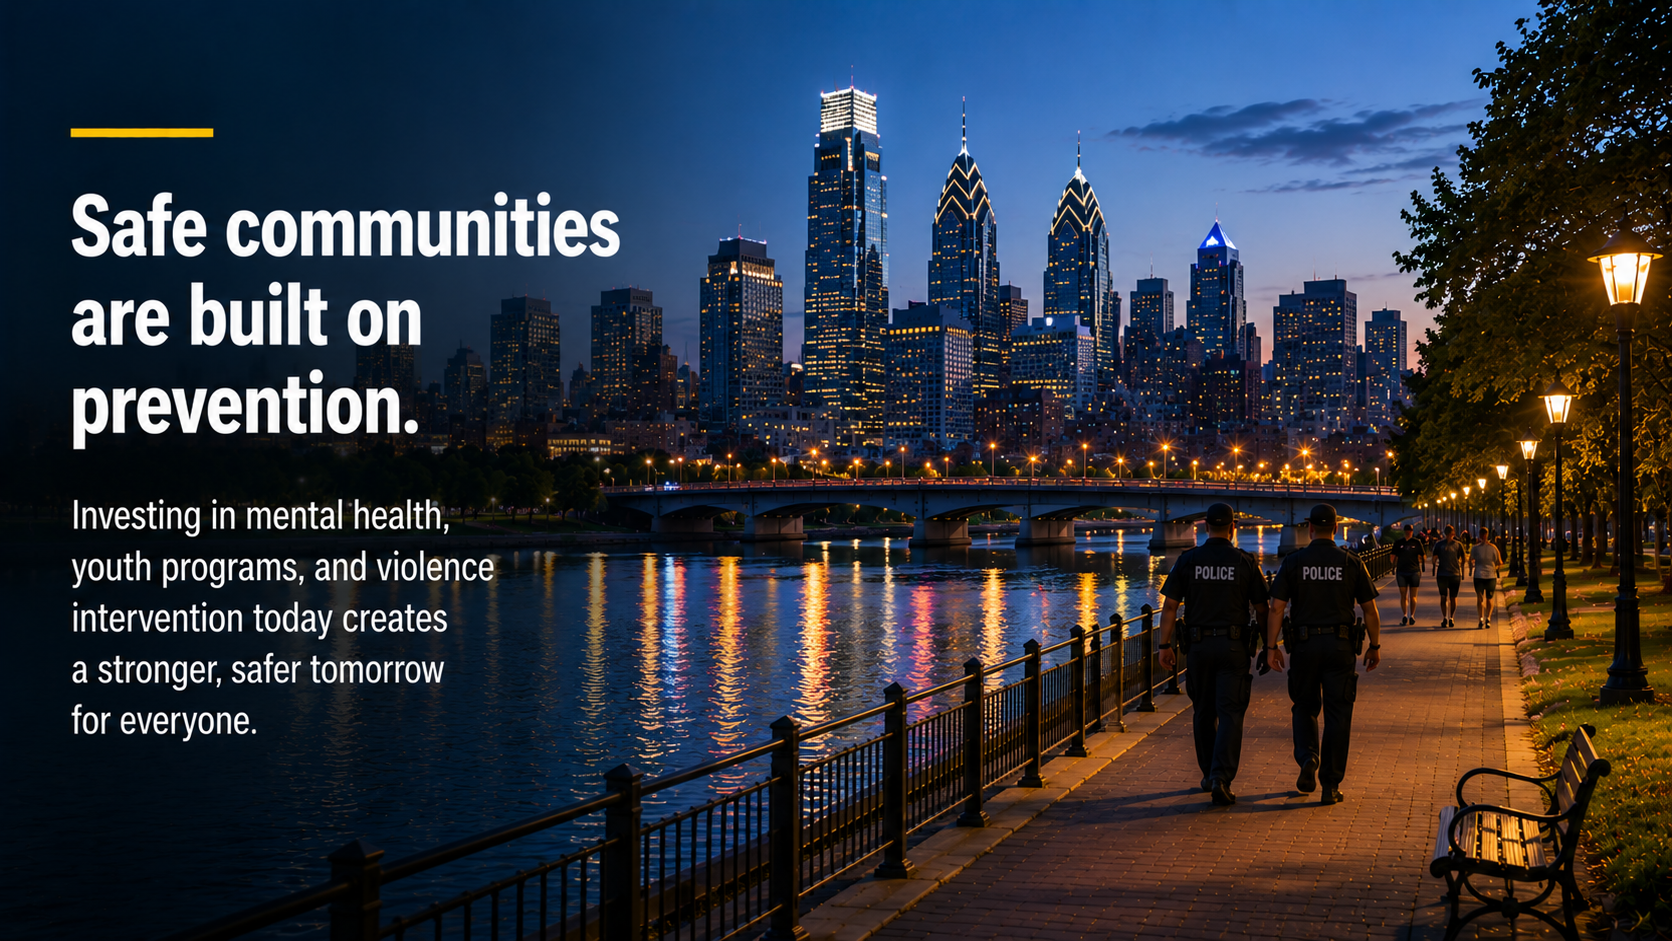 Safe communities
are built on
prevention.
Investing in mental health,
youth programs, and violence
intervention today creates
a stronger, safer tomorrow
for everyone.
POLICE
POLICE